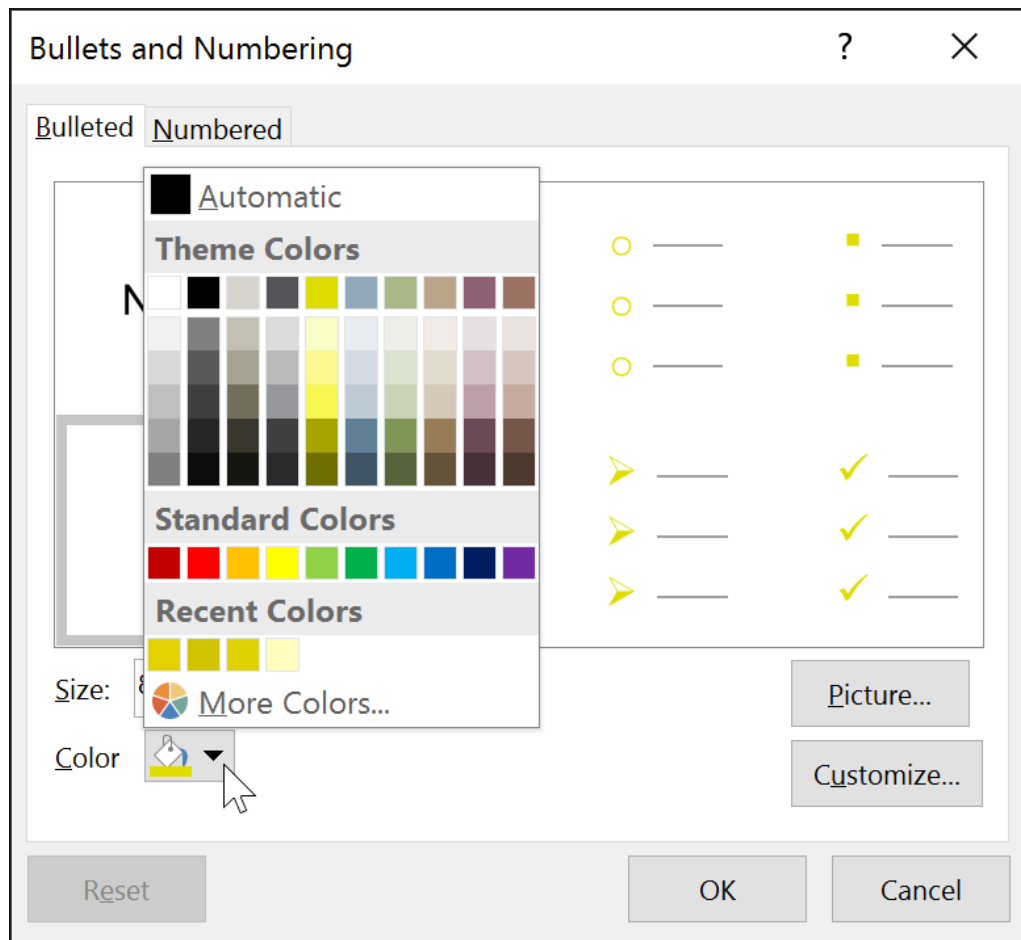 Bullets and Numbering ?
Bulleted Numbered
Automatic
Theme Colors
N
Standard Colors
Recent Colors
More Colors...
Size:
Picture...
Color
Customize...
Reset OK Cancel